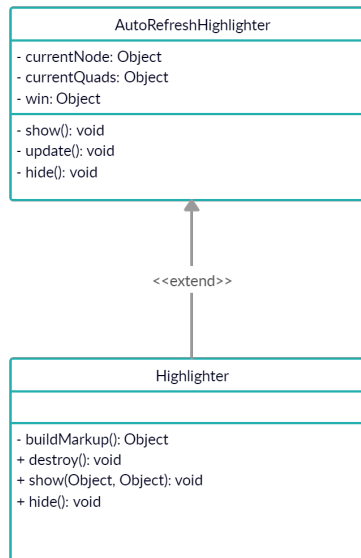 AutoRefreshHighlighter
- currentNode: Object
- currentQuads: Object
- win: Object
- show(): void
- update(): void
- hide(): void
<<extend>>
Highlighter
- buildMarkup(): Object
+ destroy(): void
+ show(Object, Object): void
+ hide(): void